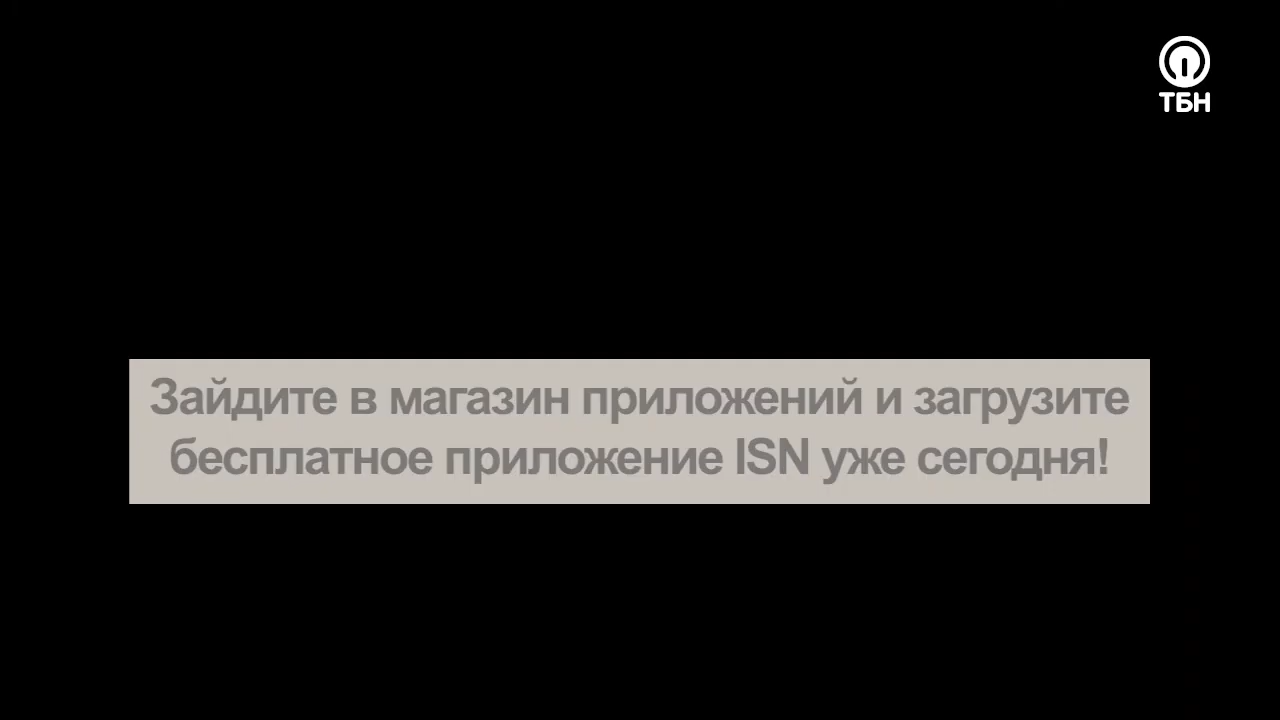 ТБН
Зайдите в магазин приложений и загрузите
бесплатное приложение ISN уже сегодня!